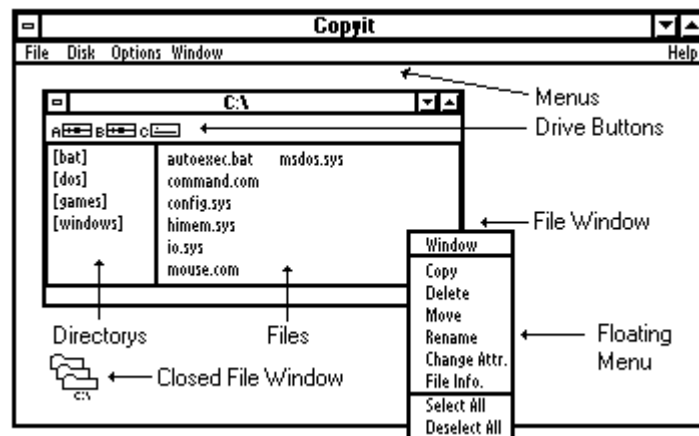 Copyit
File Disk Options Window Help
Menus
C:\
Drive Buttons
A B C
[bat] autoexec.bat msdos.sys
[dos] command.com
[games] config.sys
[windows] himem.sys
File Window
io.sys
mouse.com
Window
Copy
Delete
Move
Directorys Files
Rename
Floating
Menu
Change Attr.
Closed File Window
File Info.
C:\
Select All
Deselect All